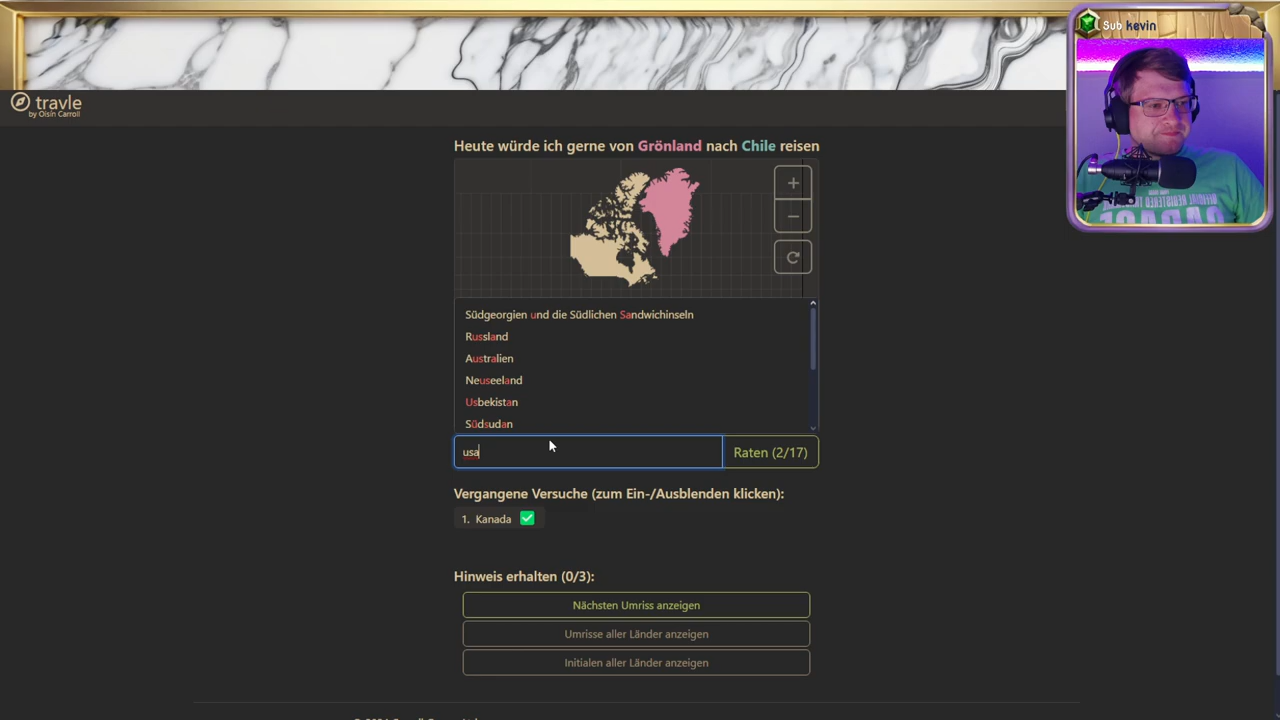 Sub kevin
travle
by Oisín Carroll
Heute würde ich gerne von Grönland nach Chile reisen
+
−
Südgeorgien und die Südlichen Sandwichinseln
Russland
Australien
Neuseeland
Usbekistan
Südsudan
usa
Raten (2/17)
Vergangene Versuche (zum Ein-/Ausblenden klicken):
1. Kanada
Hinweis erhalten (0/3):
Nächsten Umriss anzeigen
Umrisse aller Länder anzeigen
Initialen aller Länder anzeigen